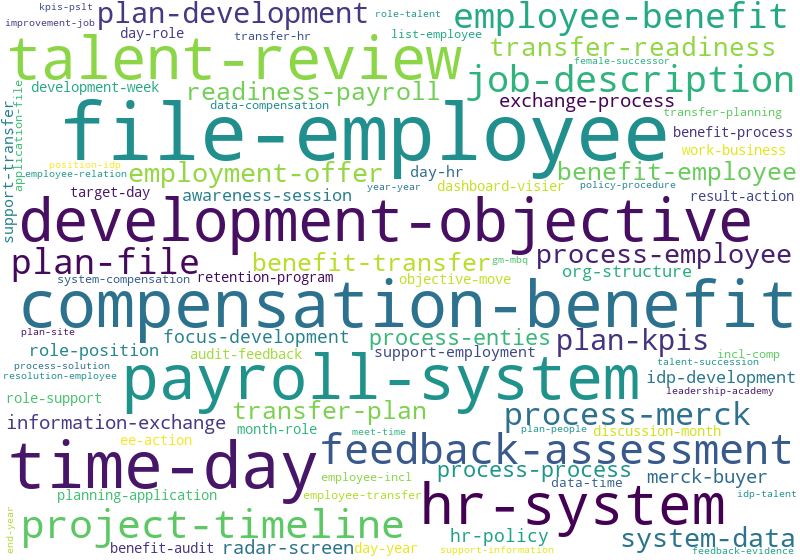 kpis-pslt
improvement-job
plan-development
role-talent
employee-benefit
day-role
transfer-hr
list-employee
talent-review
transfer-readiness
female-successor
job-description
development-week
readiness-payroll
application-file
data-compensation
exchange-process
transfer-planning
file-employee
support-transfer
benefit-process
work-business
position-idp
employee-relation
employment-offer
day-hr
benefit-employee
target-day
awareness-session
year-year
dashboard-visier
policy-procedure
result-action
development-objective
plan-file
benefit-transfer
gm-mbq
process-employee
org-structure
system-compensation
retention-program
objective-move
compensation-benefit
plan-site
focus-development
process-enties
plan-kpis
role-position
audit-feedback
support-employment
incl-comp
process-solution
talent-succession
resolution-employee
payroll-system
idp-development
leadership-academy
role-support
transfer-plan
process-merck
information-exchange
month-role
meet-time
plan-people
discussion-month
ee-action
time-day
feedback-assessment
process-process
merck-buyer
employee-incl
data-time
planning-application
employee-transfer
hr-system
idp-talent
end-year
project-timeline
hr-policy
system-data
benefit-audit
radar-screen
day-year
support-information
feedback-evidence